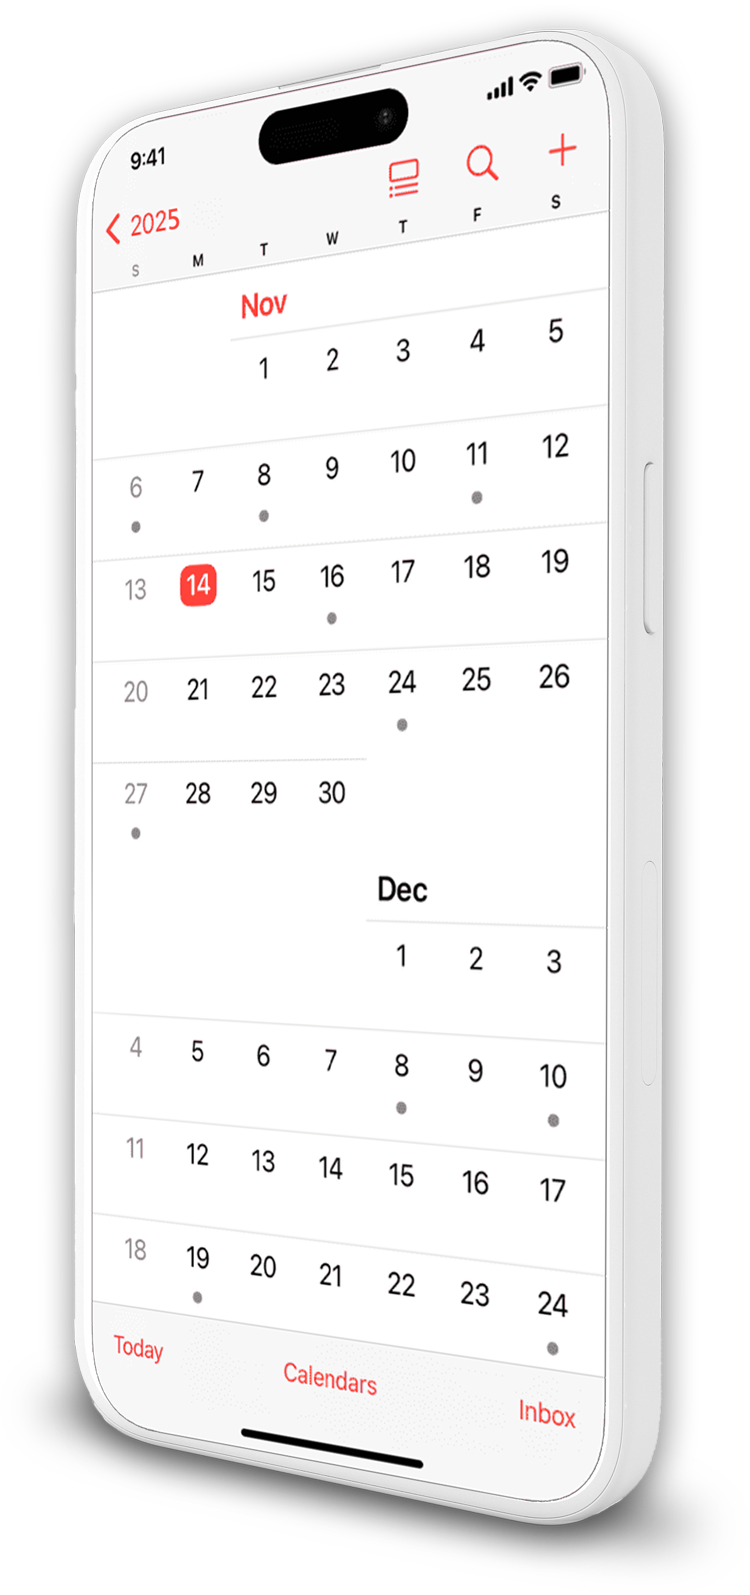 9:41
2025
S M T W T F S
Nov
1 2 3 4 5
6 7 8 9 10 11 12
13 14 15 16 17 18 19
20 21 22 23 24 25 26
27 28 29 30
Dec
1 2 3
4 5 6 7 8 9 10
11 12 13 14 15 16 17
18 19 20 21 22 23 24
Today Calendars Inbox